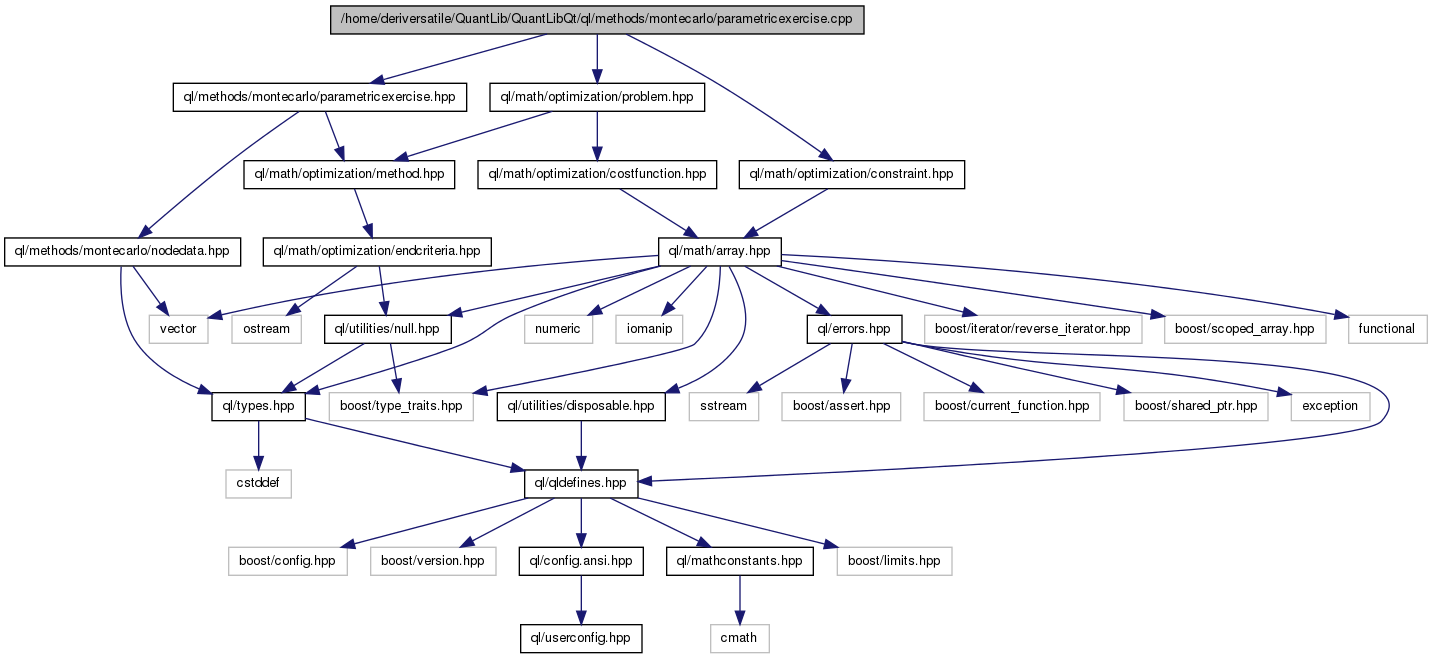 /home/deriversatile/QuantLib/QuantLibQt/ql/methods/montecarlo/parametricexercise.cpp
ql/methods/montecarlo/parametricexercise.hpp
ql/math/optimization/problem.hpp
ql/math/optimization/method.hpp
ql/math/optimization/costfunction.hpp
ql/math/optimization/constraint.hpp
ql/methods/montecarlo/nodedata.hpp
ql/math/optimization/endcriteria.hpp
ql/math/array.hpp
vector
ostream
ql/utilities/null.hpp
numeric
iomanip
ql/errors.hpp
boost/iterator/reverse_iterator.hpp
boost/scoped_array.hpp
functional
ql/types.hpp
boost/type_traits.hpp
ql/utilities/disposable.hpp
sstream
boost/assert.hpp
boost/current_function.hpp
boost/shared_ptr.hpp
exception
cstddef
ql/qldefines.hpp
boost/config.hpp
boost/version.hpp
ql/config.ansi.hpp
ql/mathconstants.hpp
boost/limits.hpp
ql/userconfig.hpp
cmath